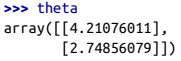 >>> theta
array([[4.21076011],
       [2.74856079]])